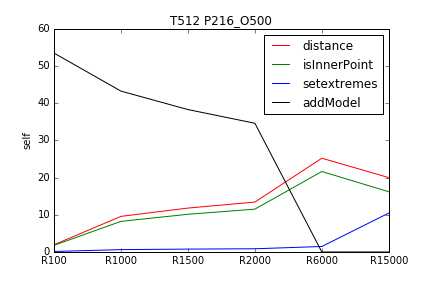 T512 P216_O500
60
50
40
30
20
10
0
self
distance
isInnerPoint
setextremes
addModel
R100 R1000 R1500 R2000 R6000 R15000